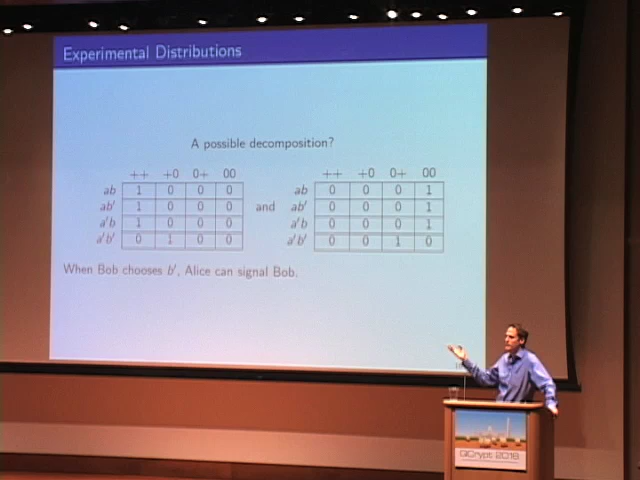 Experimental Distributions
A possible decomposition?
++ +0 0+ 00
ab 1 0 0 0
ab′ 1 0 0 0
a′b 1 0 0 0
a′b′ 0 1 0 0
and
++ +0 0+ 00
ab 0 0 0 1
ab′ 0 0 0 1
a′b 0 0 0 1
a′b′ 0 0 1 0
When Bob chooses b′, Alice can signal Bob.
QCrypt 2016